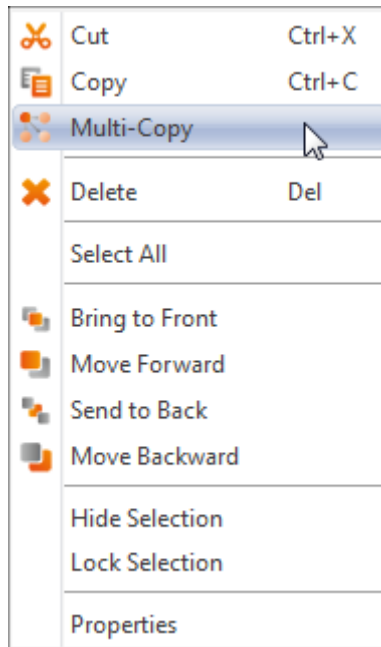 Cut Ctrl+X
Copy Ctrl+C
Multi-Copy
Delete Del
Select All
Bring to Front
Move Forward
Send to Back
Move Backward
Hide Selection
Lock Selection
Properties